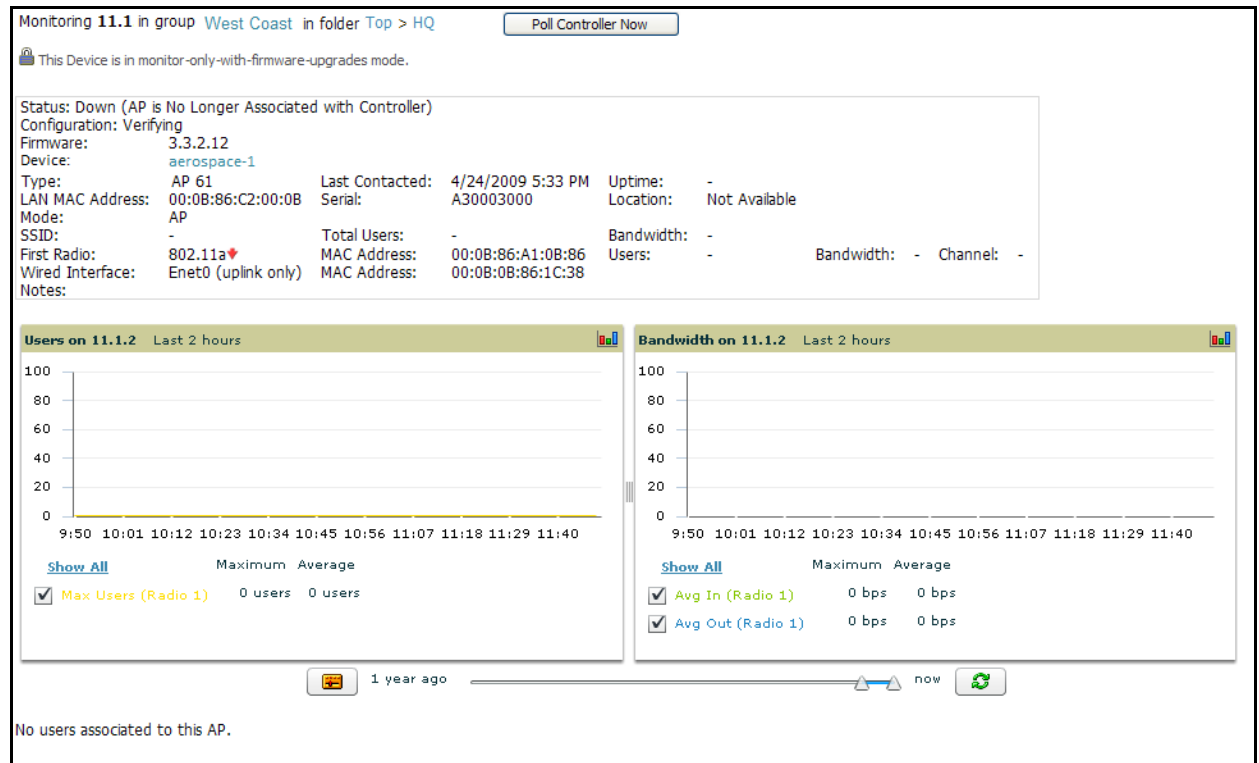 Monitoring 11.1 in group West Coast in folder Top > HQ Poll Controller Now
This Device is in monitor-only-with-firmware-upgrades mode.
Status: Down (AP is No Longer Associated with Controller)
Configuration: Verifying
Firmware: 3.3.2.12
Device: aerospace-1
Type: AP 61 Last Contacted: 4/24/2009 5:33 PM Uptime: -
LAN MAC Address: 00:0B:86:C2:00:0B Serial: A30003000 Location: Not Available
Mode: AP
SSID: - Total Users: - Bandwidth: -
First Radio: 802.11a MAC Address: 00:0B:86:A1:0B:86 Users: - Bandwidth: - Channel: -
Wired Interface: Enet0 (uplink only) MAC Address: 00:0B:0B:86:1C:38
Notes:
Users on 11.1.2 Last 2 hours
100
80
60
40
20
0
9:50 10:01 10:12 10:23 10:34 10:45 10:56 11:07 11:18 11:29 11:40
Show All Maximum Average
Max Users (Radio 1) 0 users 0 users
Bandwidth on 11.1.2 Last 2 hours
100
80
60
40
20
0
9:50 10:01 10:12 10:23 10:34 10:45 10:56 11:07 11:18 11:29 11:40
Show All Maximum Average
Avg In (Radio 1) 0 bps 0 bps
Avg Out (Radio 1) 0 bps 0 bps
1 year ago now
No users associated to this AP.